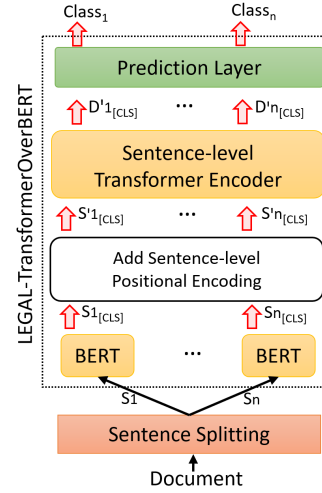 Class1 Classn
Prediction Layer
D'1[CLS] ... D'n[CLS]
Sentence-level
Transformer Encoder
S'1[CLS] ... S'n[CLS]
Add Sentence-level
Positional Encoding
S1[CLS] Sn[CLS]
BERT ... BERT
S1 Sn
Sentence Splitting
Document
LEGAL-TransformerOverBERT